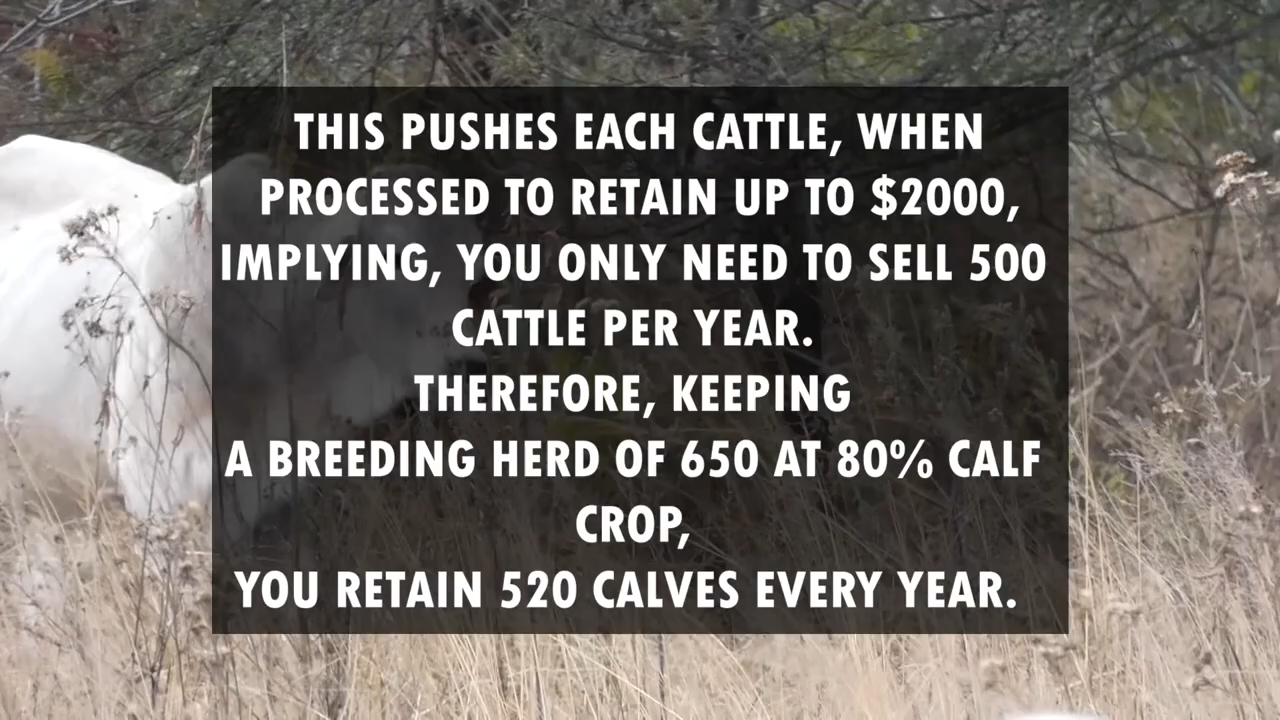 THIS PUSHES EACH CATTLE, WHEN
PROCESSED TO RETAIN UP TO $2000,
IMPLYING, YOU ONLY NEED TO SELL 500
CATTLE PER YEAR.
THEREFORE, KEEPING
A BREEDING HERD OF 650 AT 80% CALF
CROP,
YOU RETAIN 520 CALVES EVERY YEAR.